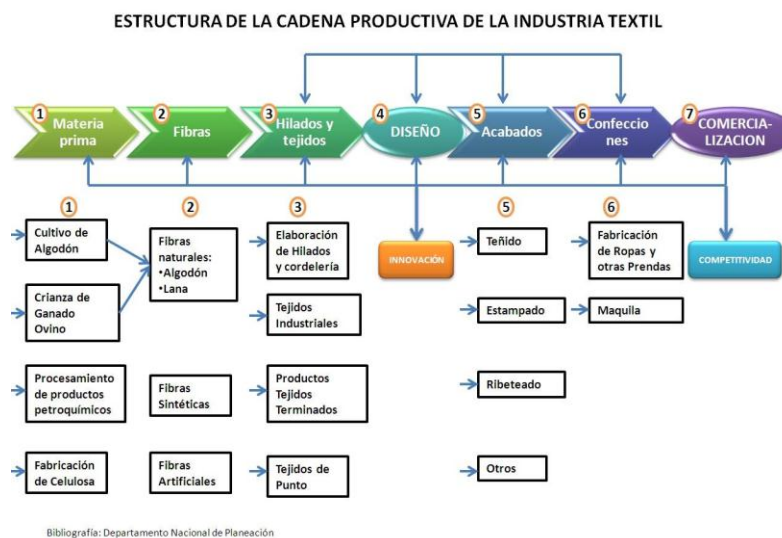 ESTRUCTURA DE LA CADENA PRODUCTIVA DE LA INDUSTRIA TEXTIL
1
Materia
prima
2
Fibras
3
Hilados y
tejidos
4
DISEÑO
5
Acabados
6
Confeccio
nes
7
COMERCIA-
LIZACION
1
Cultivo de
Algodón
Crianza de
Ganado
Ovino
Procesamiento
de productos
petroquímicos
Fabricación
de Celulosa
2
Fibras
naturales:
•Algodón
•Lana
Fibras
Sintéticas
Fibras
Artificiales
3
Elaboración
de Hilados
y cordelería
Tejidos
Industriales
Productos
Tejidos
Terminados
Tejidos de
Punto
INNOVACIÓN
5
Teñido
Estampado
Ribeteado
Otros
6
Fabricación
de Ropas y
otras Prendas
Maquila
COMPETITIVIDAD
Bibliografía: Departamento Nacional de Planeación